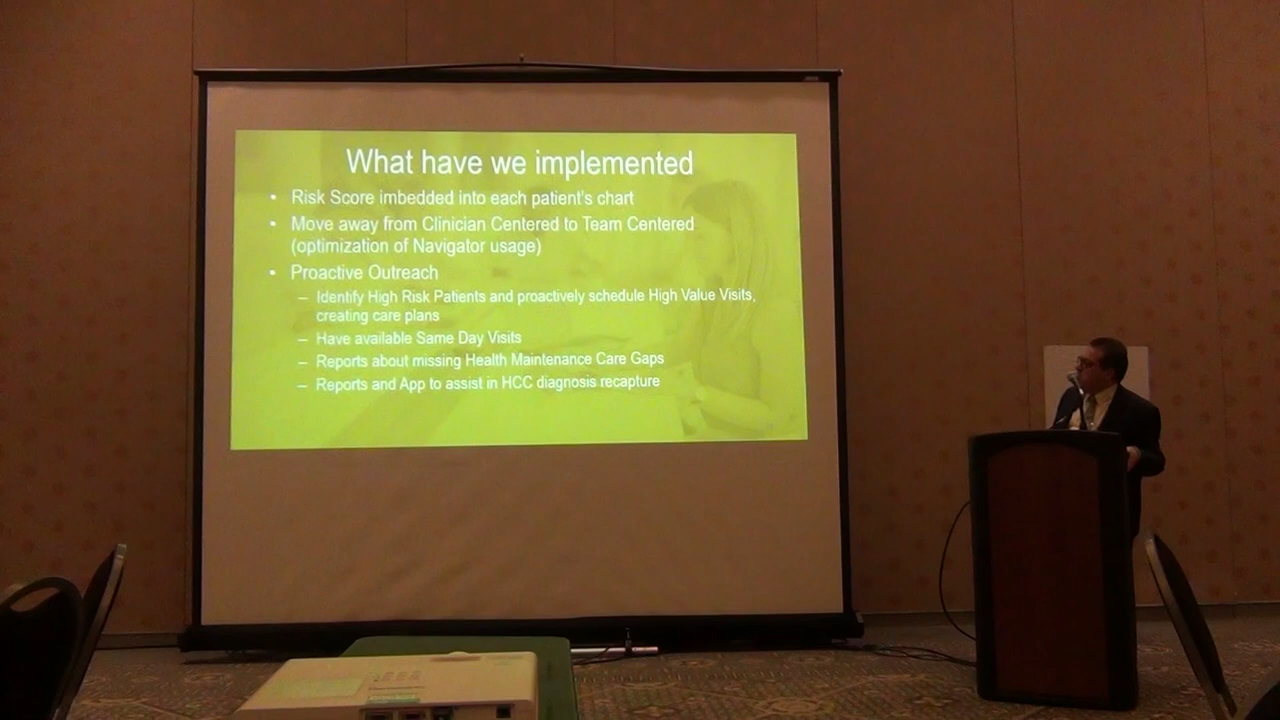 What have we implemented
• Risk Score imbedded into each patient's chart
• Move away from Clinician Centered to Team Centered
(optimization of Navigator usage)
• Proactive Outreach
– Identify High Risk Patients and proactively schedule High Value Visits,
creating care plans
– Have available Same Day Visits
– Reports about missing Health Maintenance Care Gaps
– Reports and App to assist in HCC diagnosis recapture